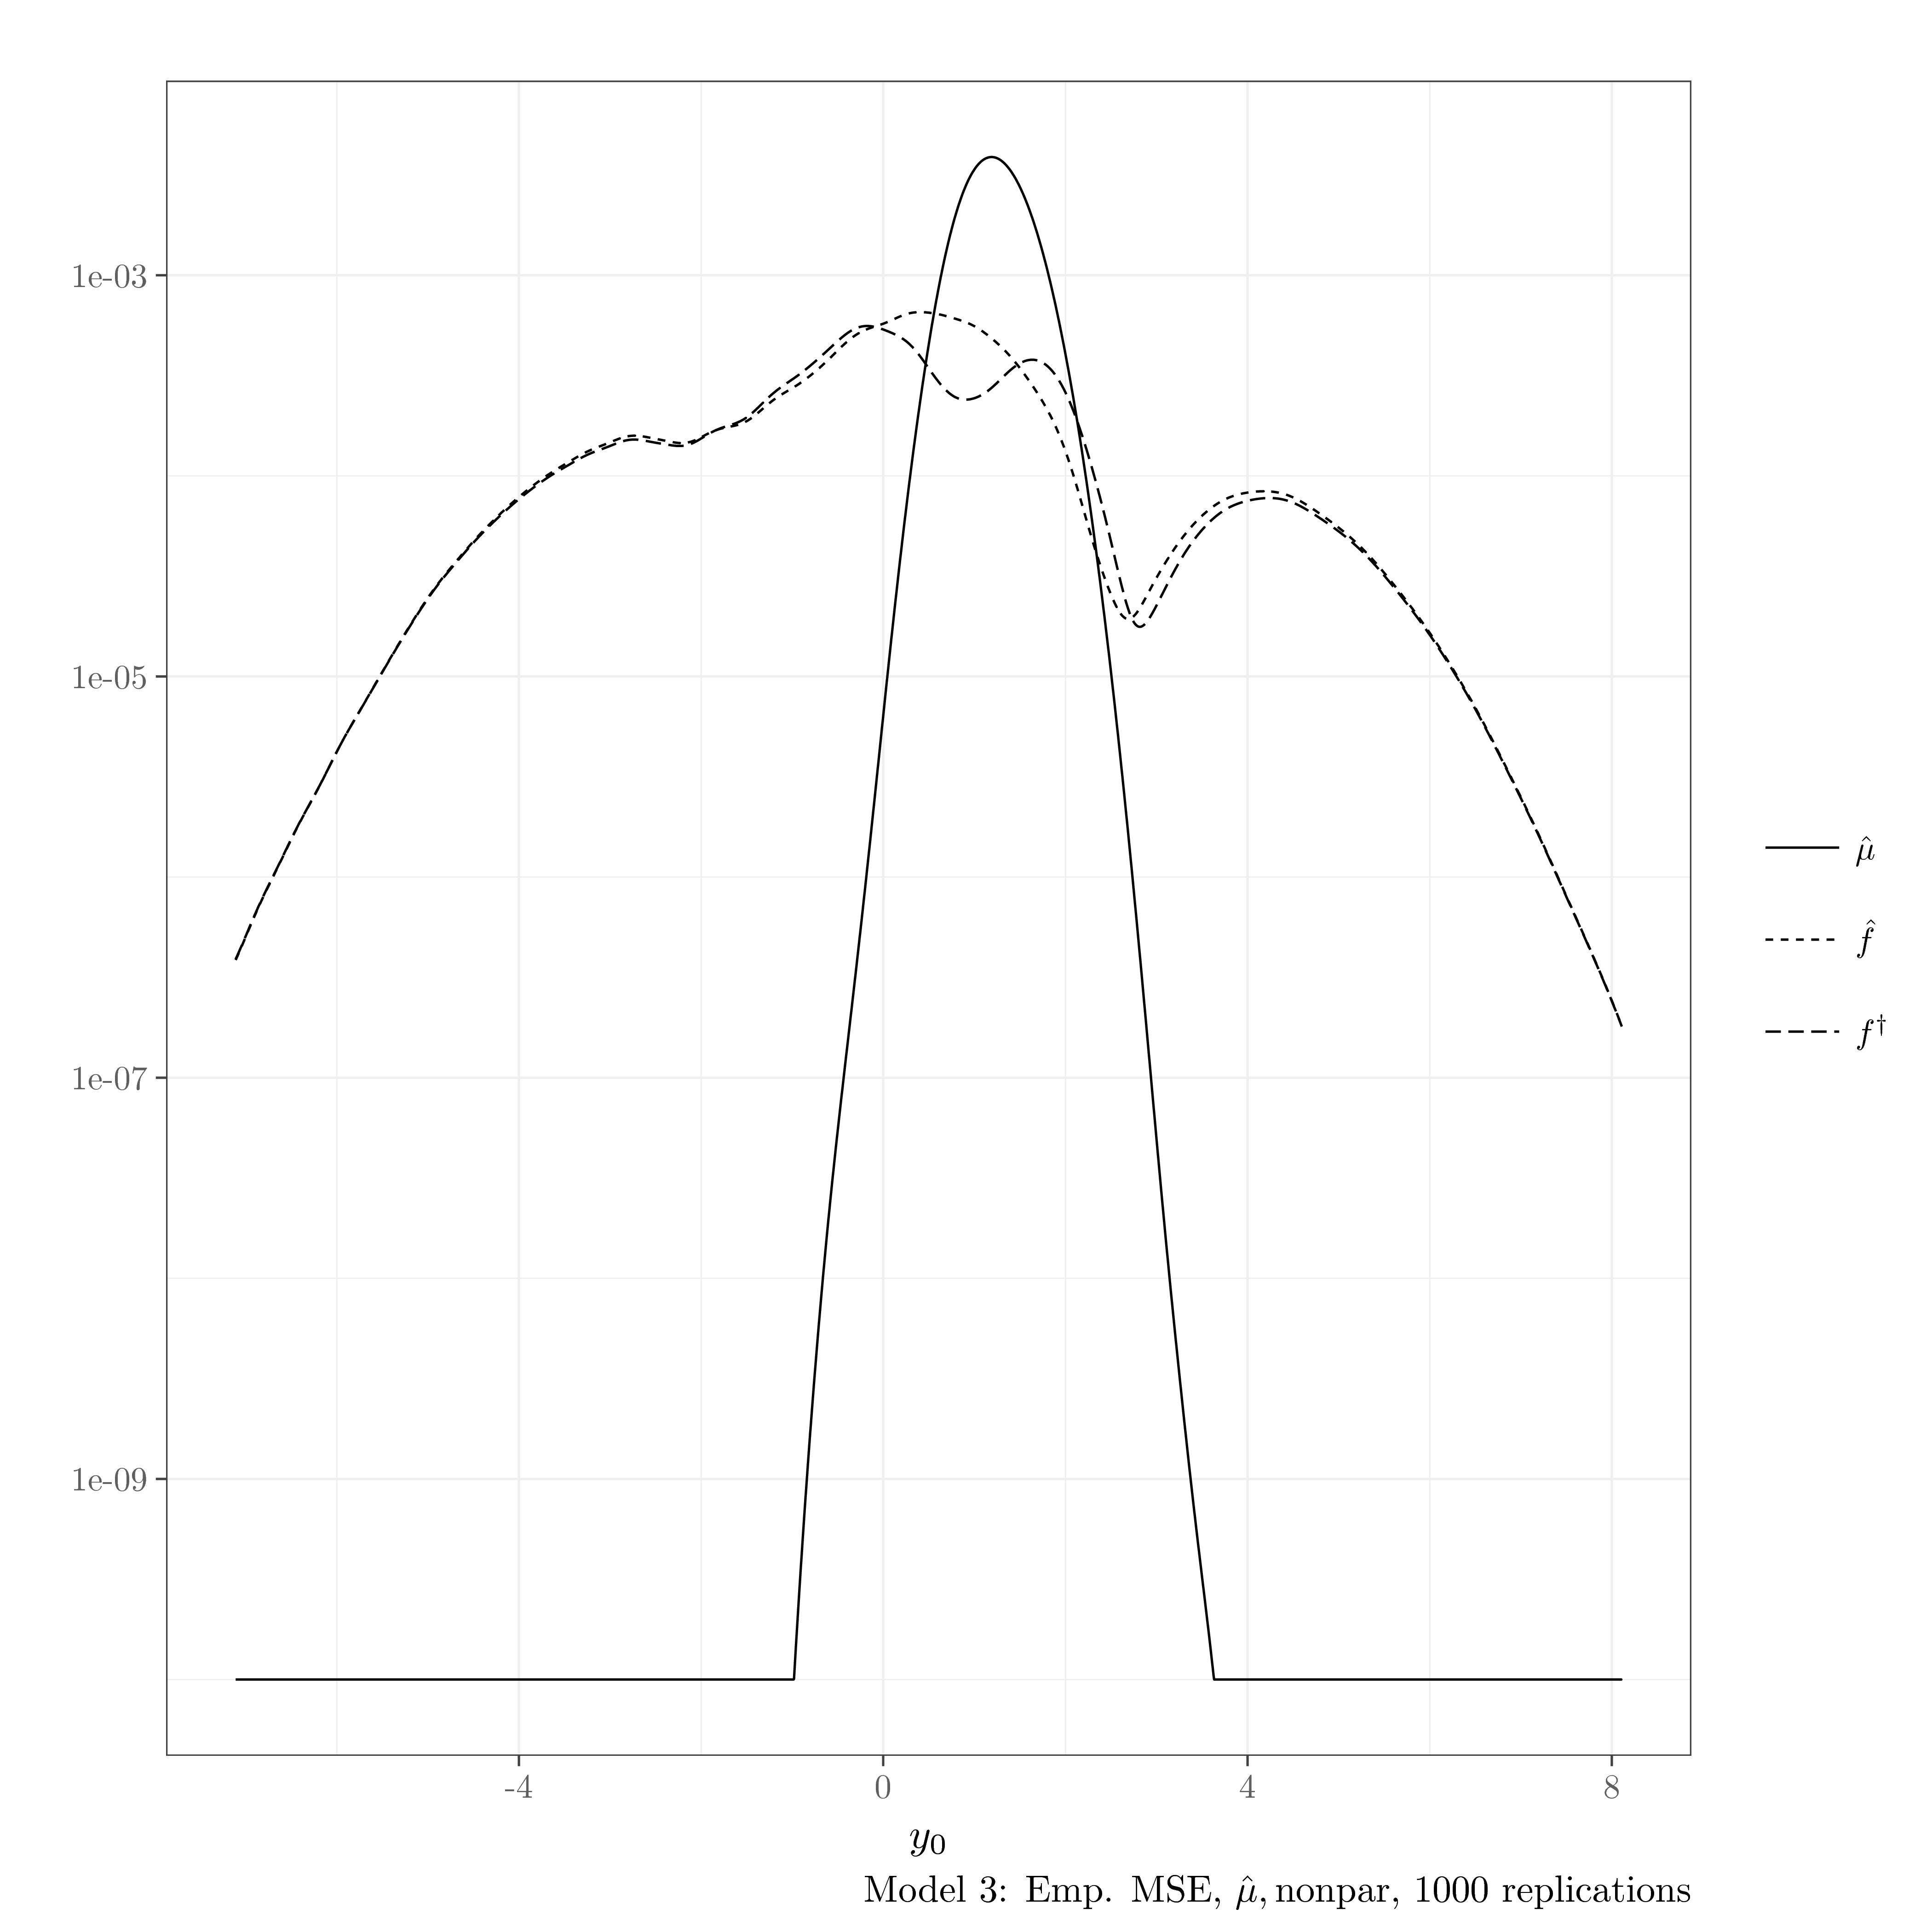 1e-03
1e-05
1e-07
1e-09
-4 0 4 8
y₀
μ̂
f̂
f†
Model 3: Emp. MSE, μ̂, nonpar, 1000 replications